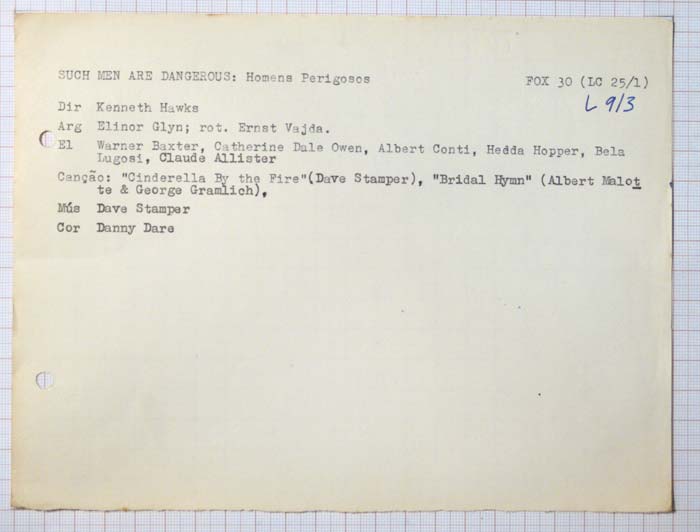 SUCH MEN ARE DANGEROUS: Homens Perigosos FOX 30 (LC 25/1)
L 9/3
Dir Kenneth Hawks
Arg Elinor Glyn; rot. Ernst Vajda.
El Warner Baxter, Catherine Dale Owen, Albert Conti, Hedda Hopper, Bela
Lugosi, Claude Allister
Canção: "Cinderella By the Fire"(Dave Stamper), "Bridal Hymn" (Albert Malot
te & George Gramlich),
Mús Dave Stamper
Cor Danny Dare